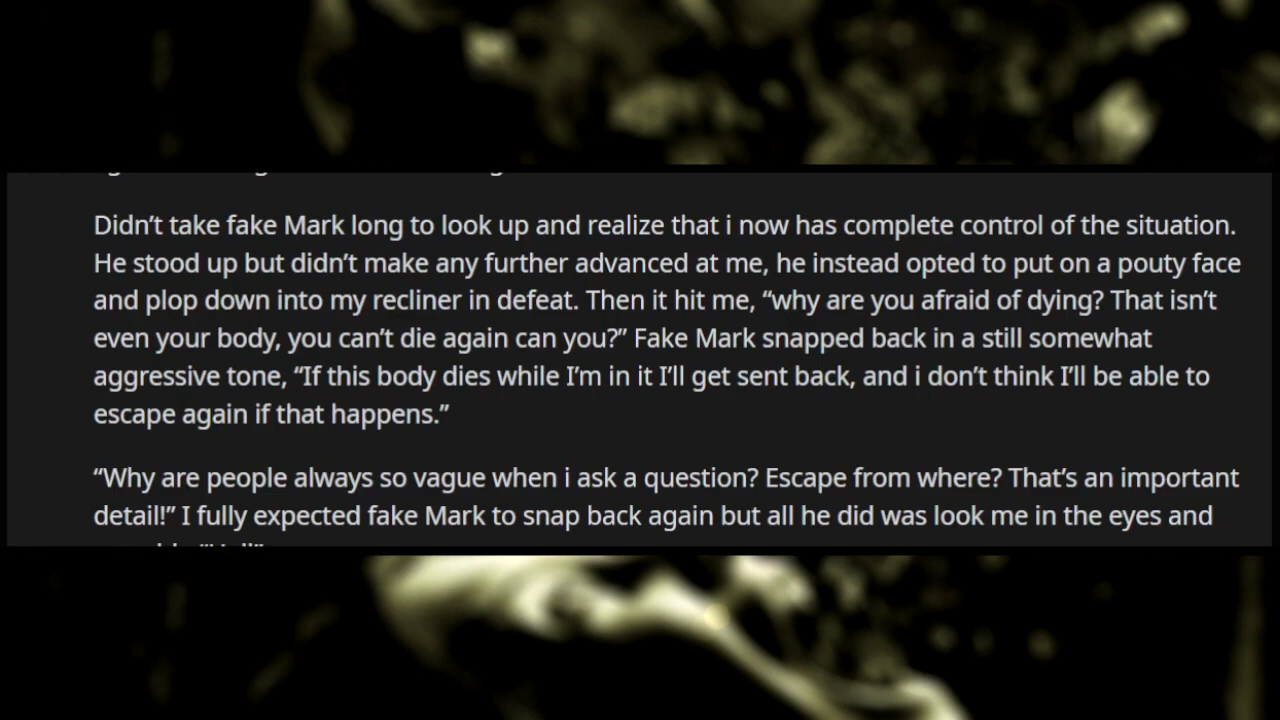 Didn’t take fake Mark long to look up and realize that i now has complete control of the situation.
He stood up but didn’t make any further advanced at me, he instead opted to put on a pouty face
and plop down into my recliner in defeat. Then it hit me, “why are you afraid of dying? That isn’t
even your body, you can’t die again can you?” Fake Mark snapped back in a still somewhat
aggressive tone, “If this body dies while I’m in it I’ll get sent back, and i don’t think I’ll be able to
escape again if that happens.”
“Why are people always so vague when i ask a question? Escape from where? That’s an important
detail!” I fully expected fake Mark to snap back again but all he did was look me in the eyes and